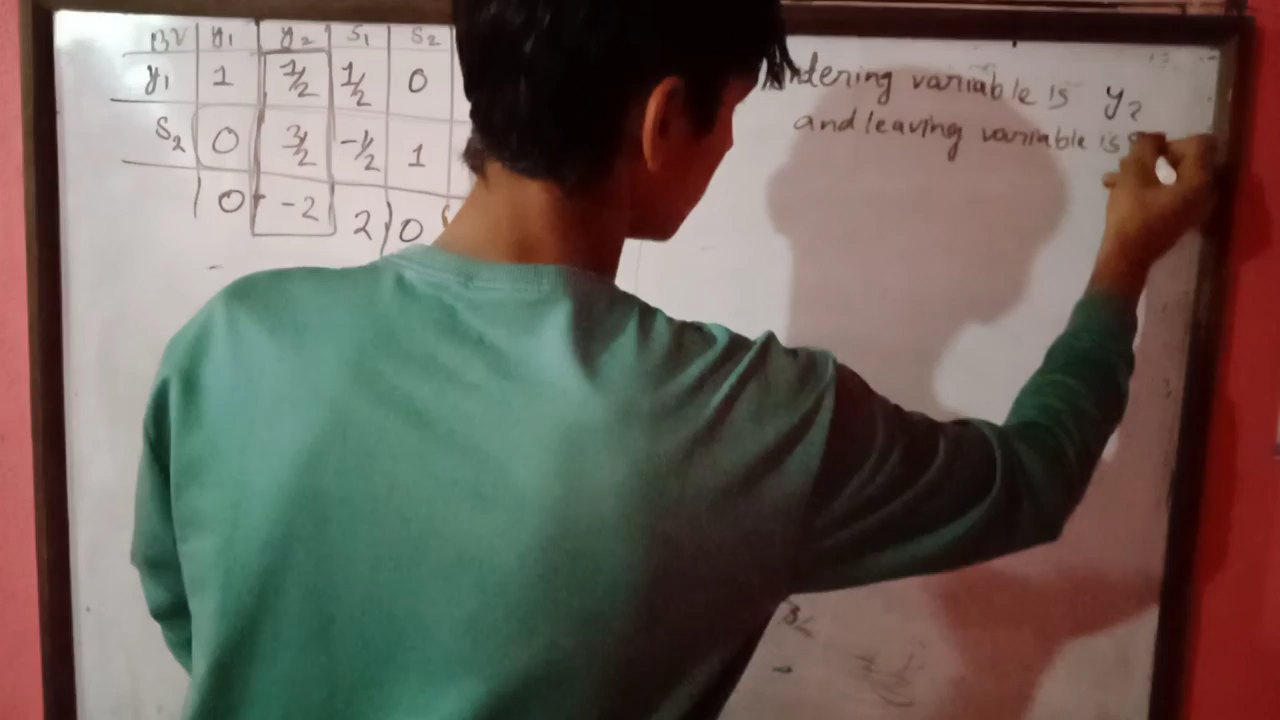 BV y₁ y₂ S₁ S₂
y₁ 1 1/2 1/2 0
S₂ 0 3/2 -1/2 1
0 -2 2 0
entering variable is y₂
and leaving variable is